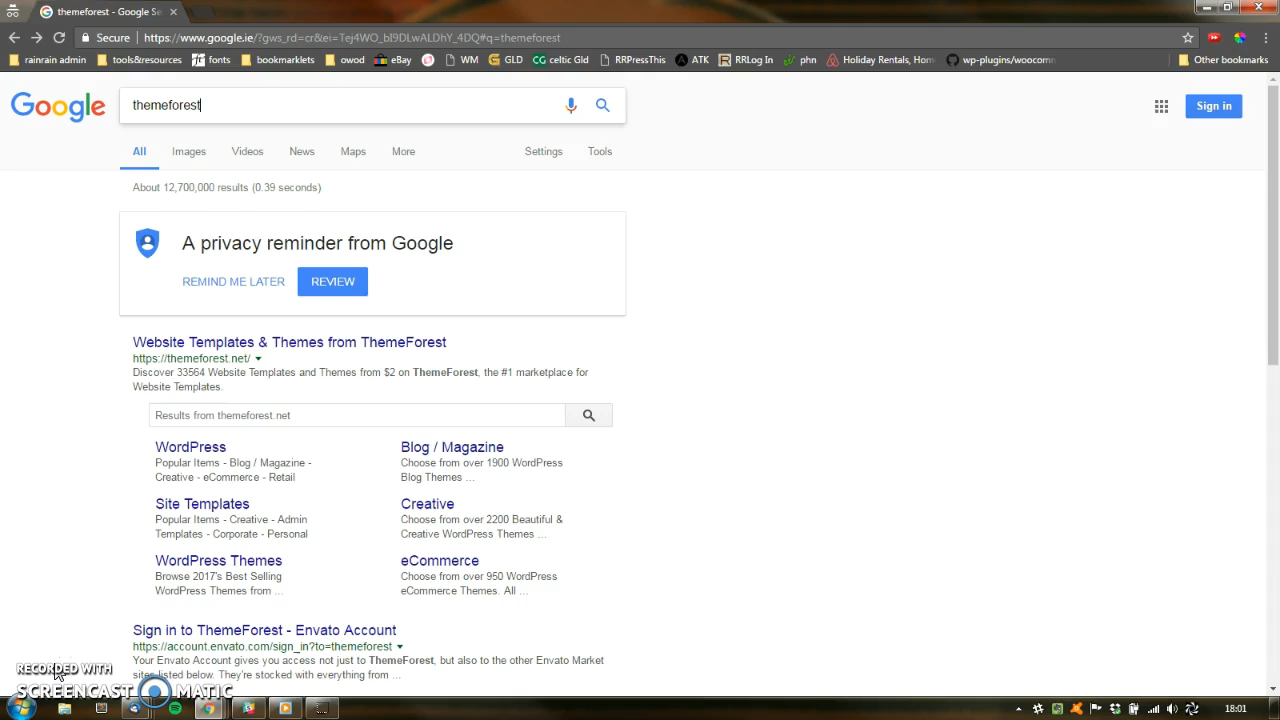 themeforest - Google Se
Secure
https://www.google.ie/?gws_rd=cr&ei=Tej4WO_bI9DLwALDhY_4DQ#q=themeforest
rainrain admin
tools&resources
fonts
bookmarklets
owod
eBay
WM
GLD
celtic Gld
RRPressThis
ATK
RRLog In
phn
Holiday Rentals, Hom
wp-plugins/woocomm
Other bookmarks
Google
themeforest
Sign in
All
Images
Videos
News
Maps
More
Settings
Tools
About 12,700,000 results (0.39 seconds)
A privacy reminder from Google
REMIND ME LATER
REVIEW
Website Templates & Themes from ThemeForest
https://themeforest.net/
Discover 33564 Website Templates and Themes from $2 on ThemeForest, the #1 marketplace for
Website Templates.
Results from themeforest.net
WordPress
Popular Items - Blog / Magazine -
Creative - eCommerce - Retail
Blog / Magazine
Choose from over 1900 WordPress
Blog Themes ...
Site Templates
Popular Items - Creative - Admin
Templates - Corporate - Personal
Creative
Choose from over 2200 Beautiful &
Creative WordPress Themes ...
WordPress Themes
Browse 2017's Best Selling
WordPress Themes from ...
eCommerce
Choose from over 950 WordPress
eCommerce Themes. All ...
Sign in to ThemeForest - Envato Account
https://account.envato.com/sign_in?to=themeforest
Your Envato Account gives you access not just to ThemeForest, but also to the other Envato Market
sites listed below. They're stocked with everything from ...
RECORDED WITH
SCREENCAST MATIC
18:01